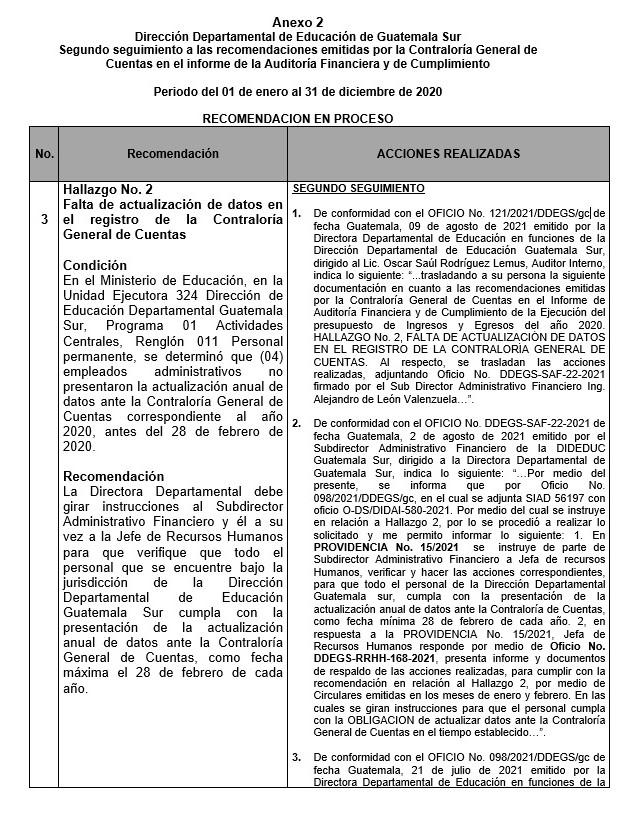 Anexo 2
Dirección Departamental de Educación de Guatemala Sur
Segundo seguimiento a las recomendaciones emitidas por la Contraloría General de
Cuentas en el informe de la Auditoría Financiera y de Cumplimiento
Periodo del 01 de enero al 31 de diciembre de 2020
RECOMENDACION EN PROCESO
No.
Recomendación
ACCIONES REALIZADAS
3
Hallazgo No. 2
Falta de actualización de datos en
el registro de la Contraloría
General de Cuentas
Condición
En el Ministerio de Educación, en la
Unidad Ejecutora 324 Dirección de
Educación Departamental Guatemala
Sur, Programa 01 Actividades
Centrales, Renglón 011 Personal
permanente, se determinó que (04)
empleados administrativos no
presentaron la actualización anual de
datos ante la Contraloría General de
Cuentas correspondiente al año
2020, antes del 28 de febrero de
2020.
Recomendación
La Directora Departamental debe
girar instrucciones al Subdirector
Administrativo Financiero y él a su
vez a la Jefe de Recursos Humanos
para que verifique que todo el
personal que se encuentre bajo la
jurisdicción de la Dirección
Departamental de Educación
Guatemala Sur cumpla con la
presentación de la actualización
anual de datos ante la Contraloría
General de Cuentas, como fecha
máxima el 28 de febrero de cada
año.
SEGUNDO SEGUIMIENTO
1. De conformidad con el OFICIO No. 121/2021/DDEGS/gc de
fecha Guatemala, 09 de agosto de 2021 emitido por la
Directora Departamental de Educación en funciones de la
Dirección Departamental de Educación Guatemala Sur,
dirigido al Lic. Oscar Saúl Rodríguez Lemus, Auditor Interno,
indica lo siguiente: “...trasladando a su persona la siguiente
documentación en cuanto a las recomendaciones emitidas
por la Contraloría General de Cuentas en el Informe de
Auditoría Financiera y de Cumplimiento de la Ejecución del
presupuesto de Ingresos y Egresos del año 2020.
HALLAZGO No. 2, FALTA DE ACTUALIZACIÓN DE DATOS
EN EL REGISTRO DE LA CONTRALORÌA GENERAL DE
CUENTAS. Al respecto, se trasladan las acciones
realizadas, adjuntando Oficio No. DDEGS-SAF-22-2021
firmado por el Sub Director Administrativo Financiero Ing.
Alejandro de León Valenzuela…”.
2. De conformidad con el OFICIO No. DDEGS-SAF-22-2021 de
fecha Guatemala, 2 de agosto de 2021 emitido por el
Subdirector Administrativo Financiero de la DIDEDUC
Guatemala Sur, dirigido a la Directora Departamental de
Guatemala Sur, indica lo siguiente: “…Por medio del
presente, se informa que por Oficio No.
098/2021/DDEGS/gc, en el cual se adjunta SIAD 56197 con
oficio O-DS/DIDAI-580-2021. Por medio del cual se instruye
en relación a Hallazgo 2, por lo se procedió a realizar lo
solicitado y me permito informar lo siguiente: 1. En
PROVIDENCIA No. 15/2021 se instruye de parte de
Subdirector Administrativo Financiero a Jefa de recursos
Humanos, verificar y hacer las acciones correspondientes,
para que todo el personal de la Dirección Departamental
Guatemala sur, cumpla con la presentación de la
actualización anual de datos ante la Contraloría de Cuentas,
como fecha mínima 28 de febrero de cada año. 2, en
respuesta a la PROVIDENCIA No. 15/2021, Jefa de
Recursos Humanos responde por medio de Oficio No.
DDEGS-RRHH-168-2021, presenta informe y documentos
de respaldo de las acciones realizadas, para cumplir con la
recomendación en relación al Hallazgo 2, por medio de
Circulares emitidas en los meses de enero y febrero. En las
cuales se giran instrucciones para que el personal cumpla
con la OBLIGACION de actualizar datos ante la Contraloría
General de Cuentas en el tiempo establecido…”.
3. De conformidad con el OFICIO No. 098/2021/DDEGS/gc de
fecha Guatemala, 21 de julio de 2021 emitido por la
Directora Departamental de Educación en funciones de la